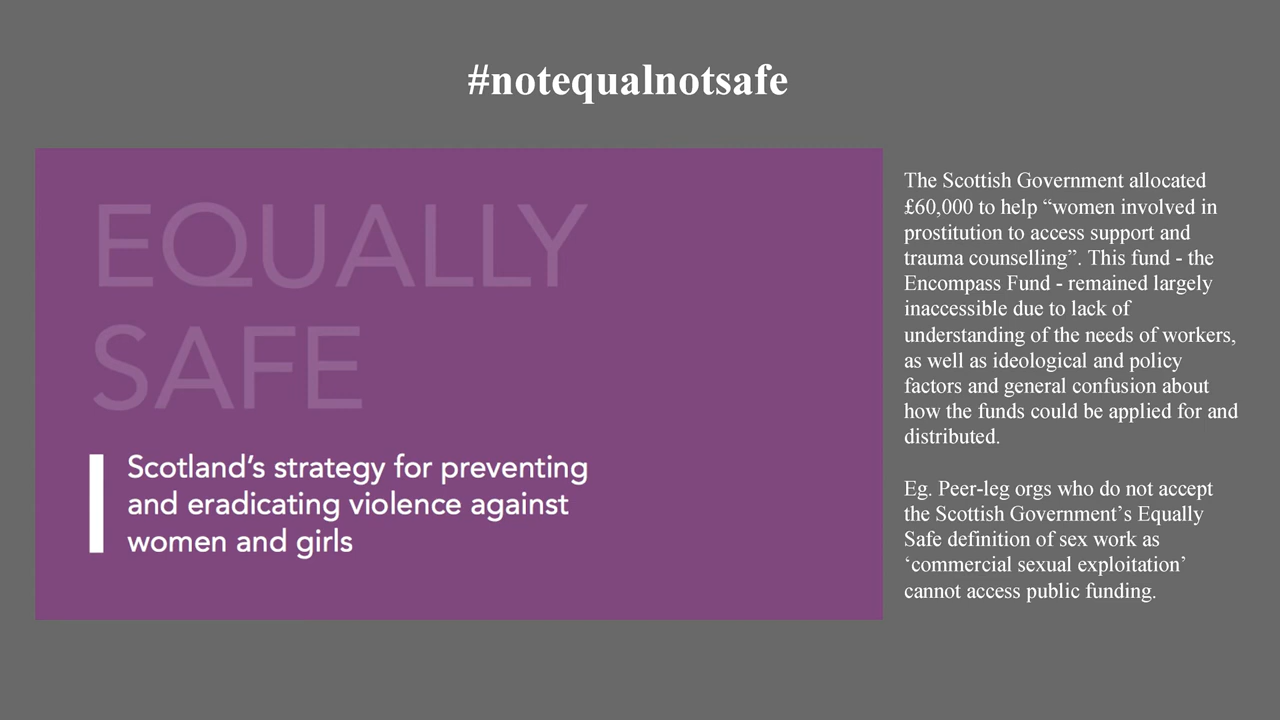 #notequalnotsafe
EQUALLY
SAFE
Scotland's strategy for preventing
and eradicating violence against
women and girls
The Scottish Government allocated
£60,000 to help “women involved in
prostitution to access support and
trauma counselling”. This fund - the
Encompass Fund - remained largely
inaccessible due to lack of
understanding of the needs of workers,
as well as ideological and policy
factors and general confusion about
how the funds could be applied for and
distributed.
Eg. Peer-leg orgs who do not accept
the Scottish Government’s Equally
Safe definition of sex work as
‘commercial sexual exploitation’
cannot access public funding.